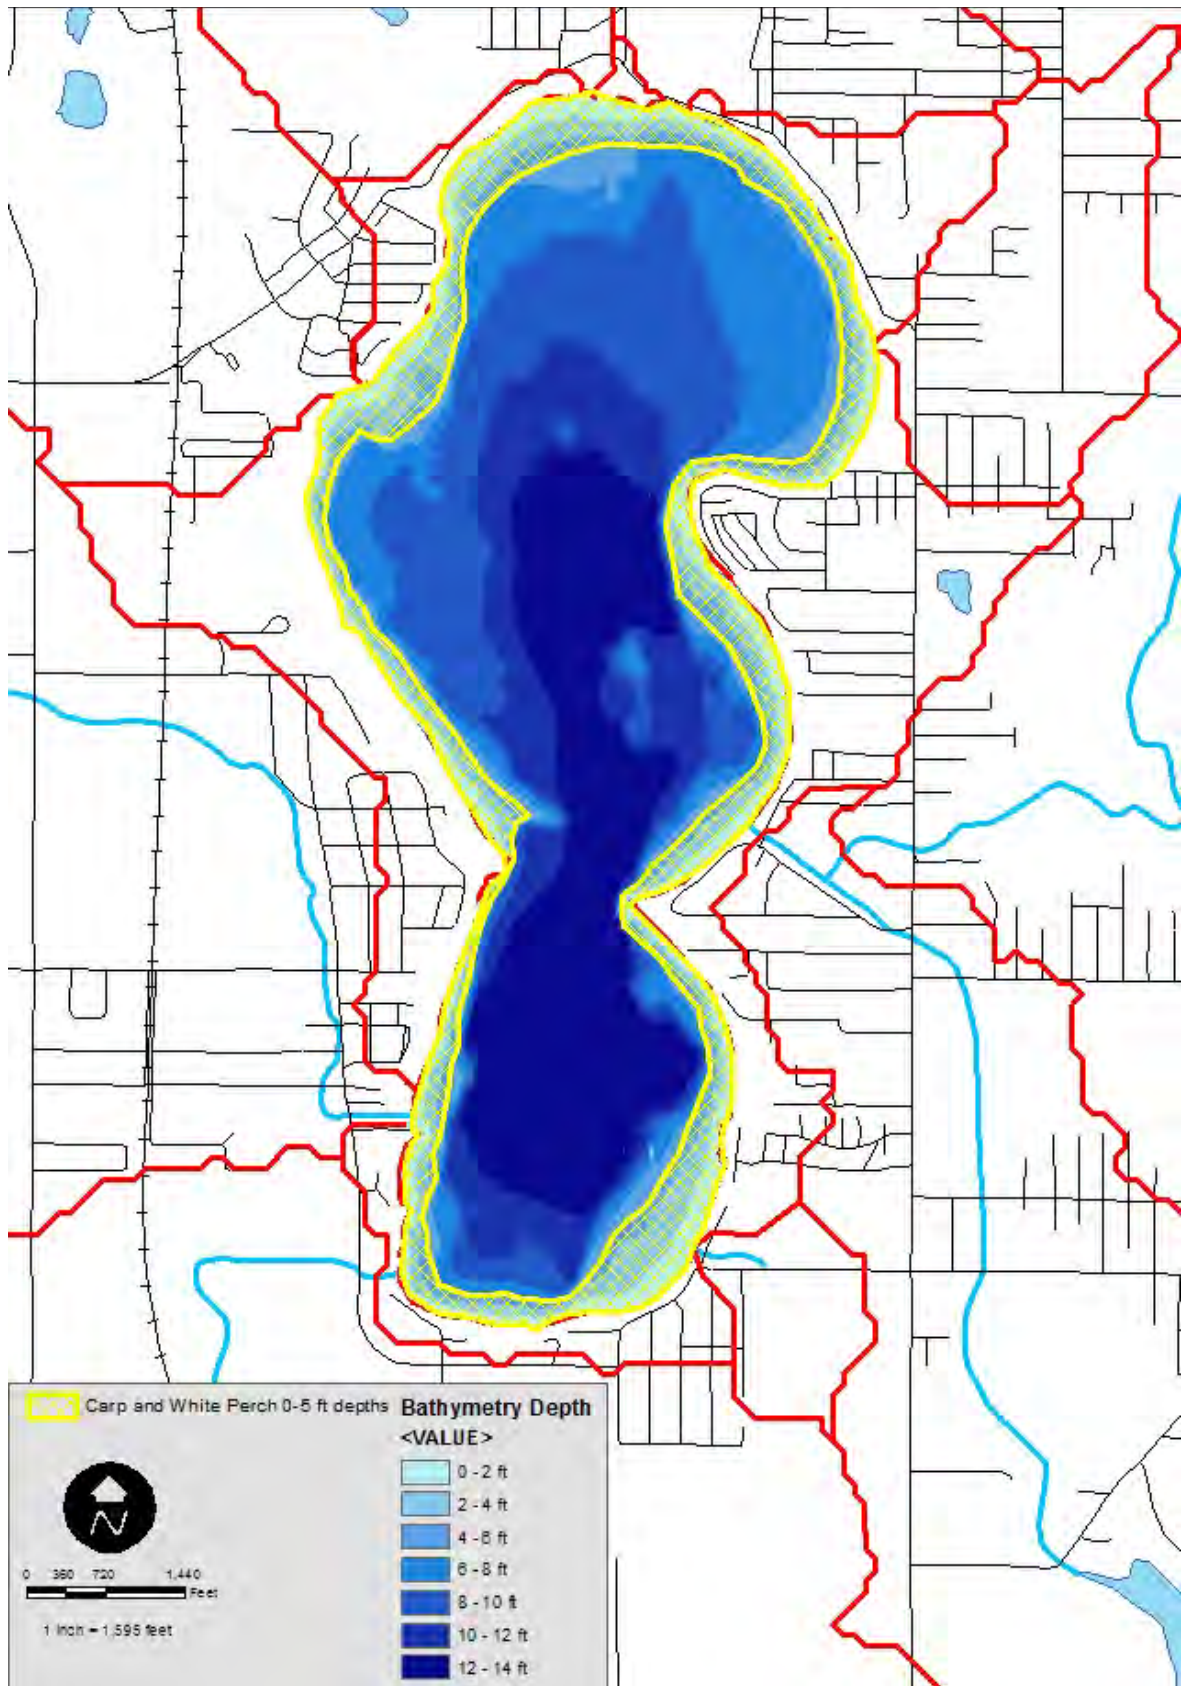 Carp and White Perch 0-5 ft depths
Bathymetry Depth
<VALUE>
0 - 2 ft
2 - 4 ft
4 - 6 ft
6 - 8 ft
8 - 10 ft
10 - 12 ft
12 - 14 ft
N
0 360 720 1,440
Feet
1 inch = 1,595 feet